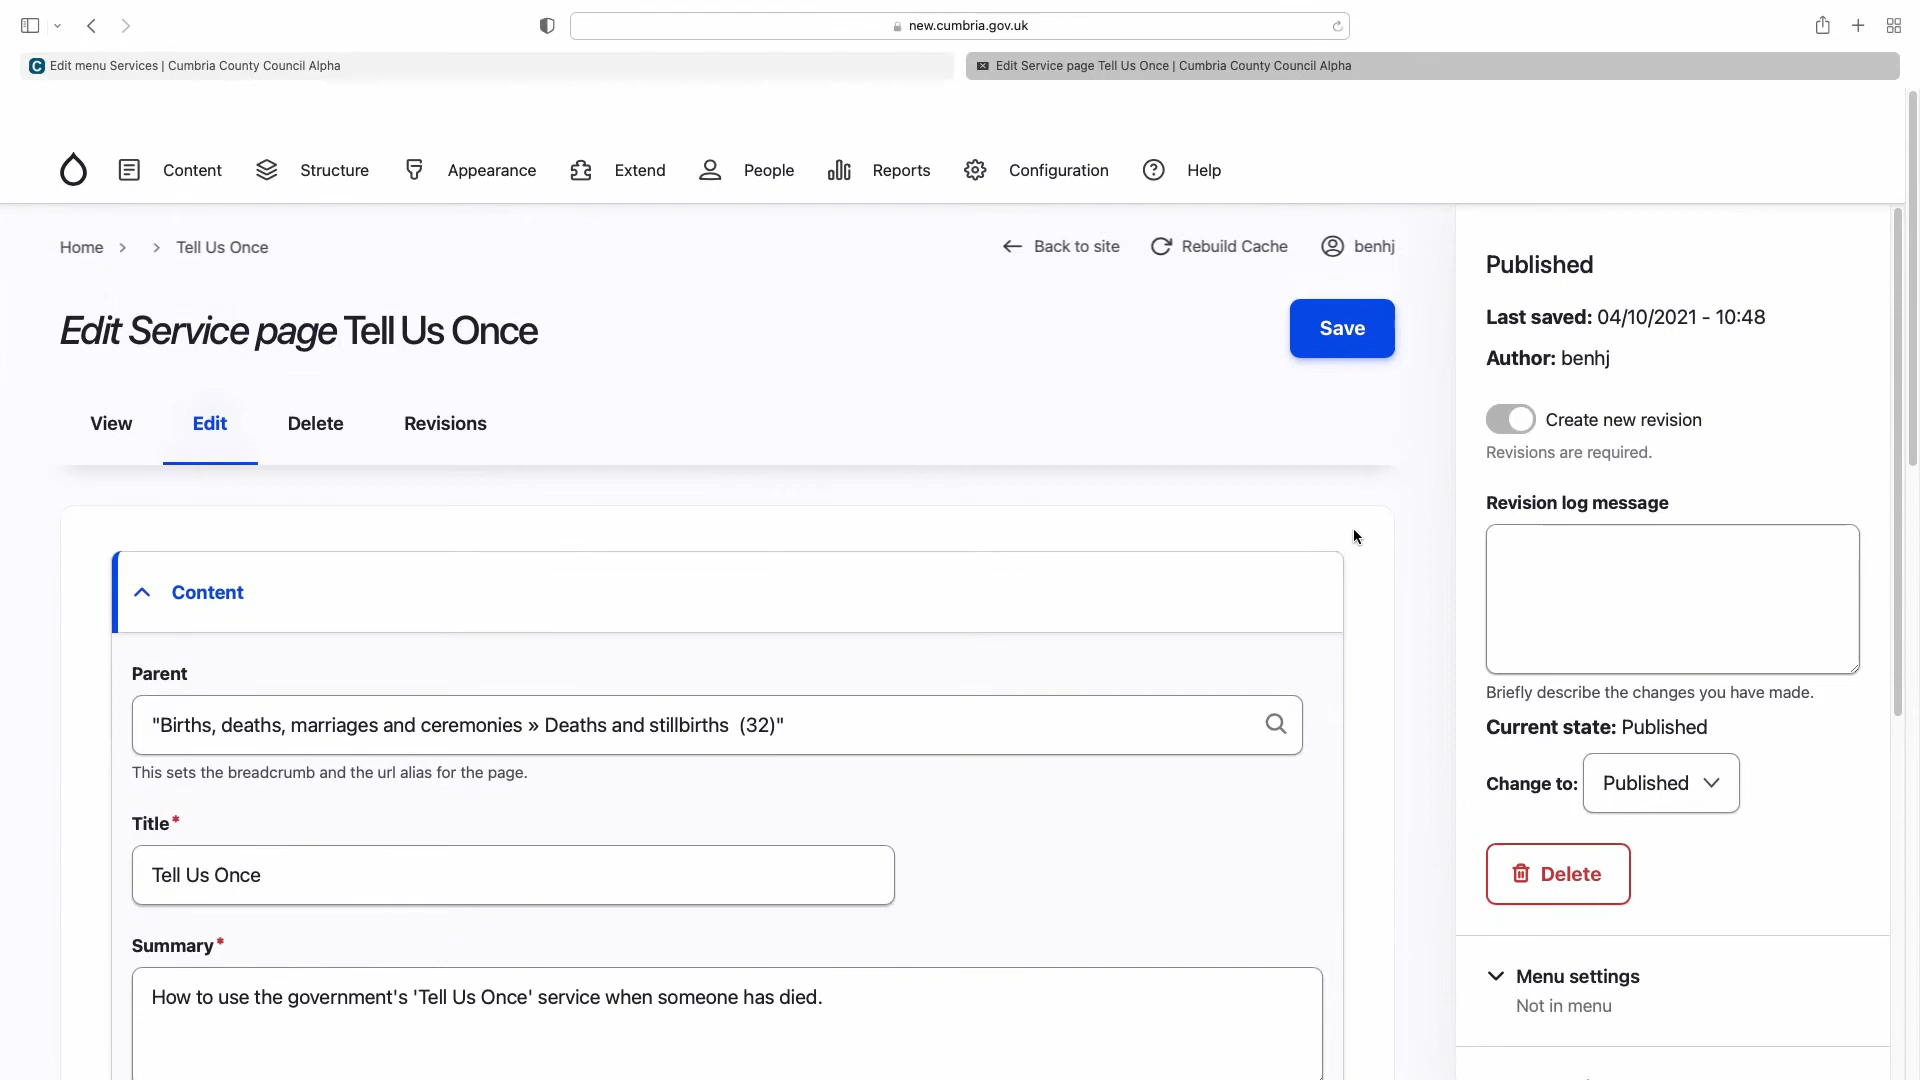 new.cumbria.gov.uk
Edit menu Services | Cumbria County Council Alpha
Edit Service page Tell Us Once | Cumbria County Council Alpha
Content Structure Appearance Extend People Reports Configuration Help
Home > > Tell Us Once
Back to site Rebuild Cache benhj
Edit Service page Tell Us Once
Save
View Edit Delete Revisions
Content
Parent
"Births, deaths, marriages and ceremonies » Deaths and stillbirths (32)"
This sets the breadcrumb and the url alias for the page.
Title*
Tell Us Once
Summary*
How to use the government's 'Tell Us Once' service when someone has died.
Published
Last saved: 04/10/2021 - 10:48
Author: benhj
Create new revision
Revisions are required.
Revision log message
Briefly describe the changes you have made.
Current state: Published
Change to: Published
Delete
Menu settings
Not in menu